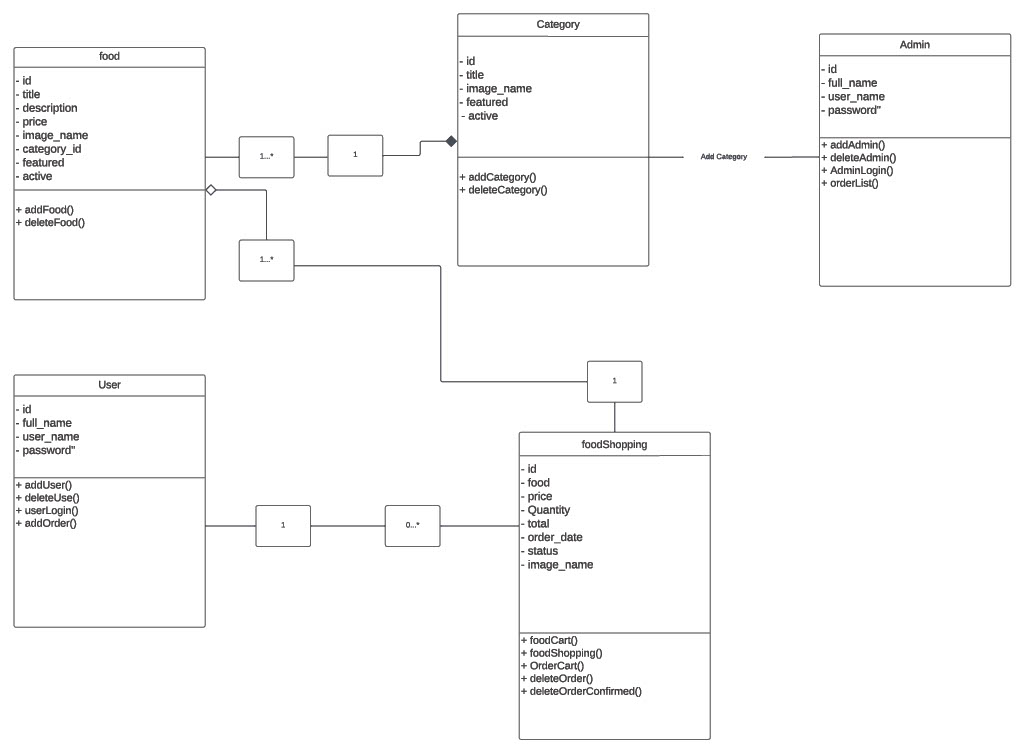 food
- id
- title
- description
- price
- image_name
- category_id
- featured
- active
+ addFood()
+ deleteFood()
1...*
1
Category
- id
- title
- image_name
- featured
- active
+ addCategory()
+ deleteCategory()
Add Category
Admin
- id
- full_name
- user_name
- password"
+ addAdmin()
+ deleteAdmin()
+ AdminLogin()
+ orderList()
1...*
1
User
- id
- full_name
- user_name
- password"
+ addUser()
+ deleteUse()
+ userLogin()
+ addOrder()
1
0...*
foodShopping
- id
- food
- price
- Quantity
- total
- order_date
- status
- image_name
+ foodCart()
+ foodShopping()
+ OrderCart()
+ deleteOrder()
+ deleteOrderConfirmed()